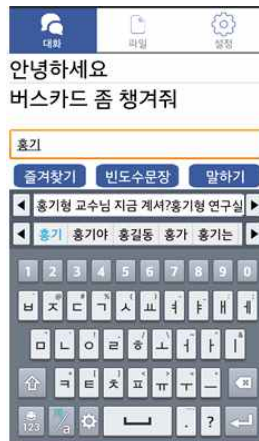 대화 파일 설정
안녕하세요
버스카드 좀 챙겨줘
홍기
즐겨찾기 빈도수문장 말하기
홍기형 교수님 지금 계셔?홍기형 연구실
홍기 홍기야 홍길동 홍가 홍기는
1 2 3 4 5 6 7 8 9 0
ㅂ ㅈ ㄷ ㄱ ㅅ ㅛ ㅕ ㅑ ㅐ ㅔ
ㅁ ㄴ ㅇ ㄹ ㅎ ㅗ ㅓ ㅏ ㅣ
ㅋ ㅌ ㅊ ㅍ ㅠ ㅜ ㅡ
123 a . ?